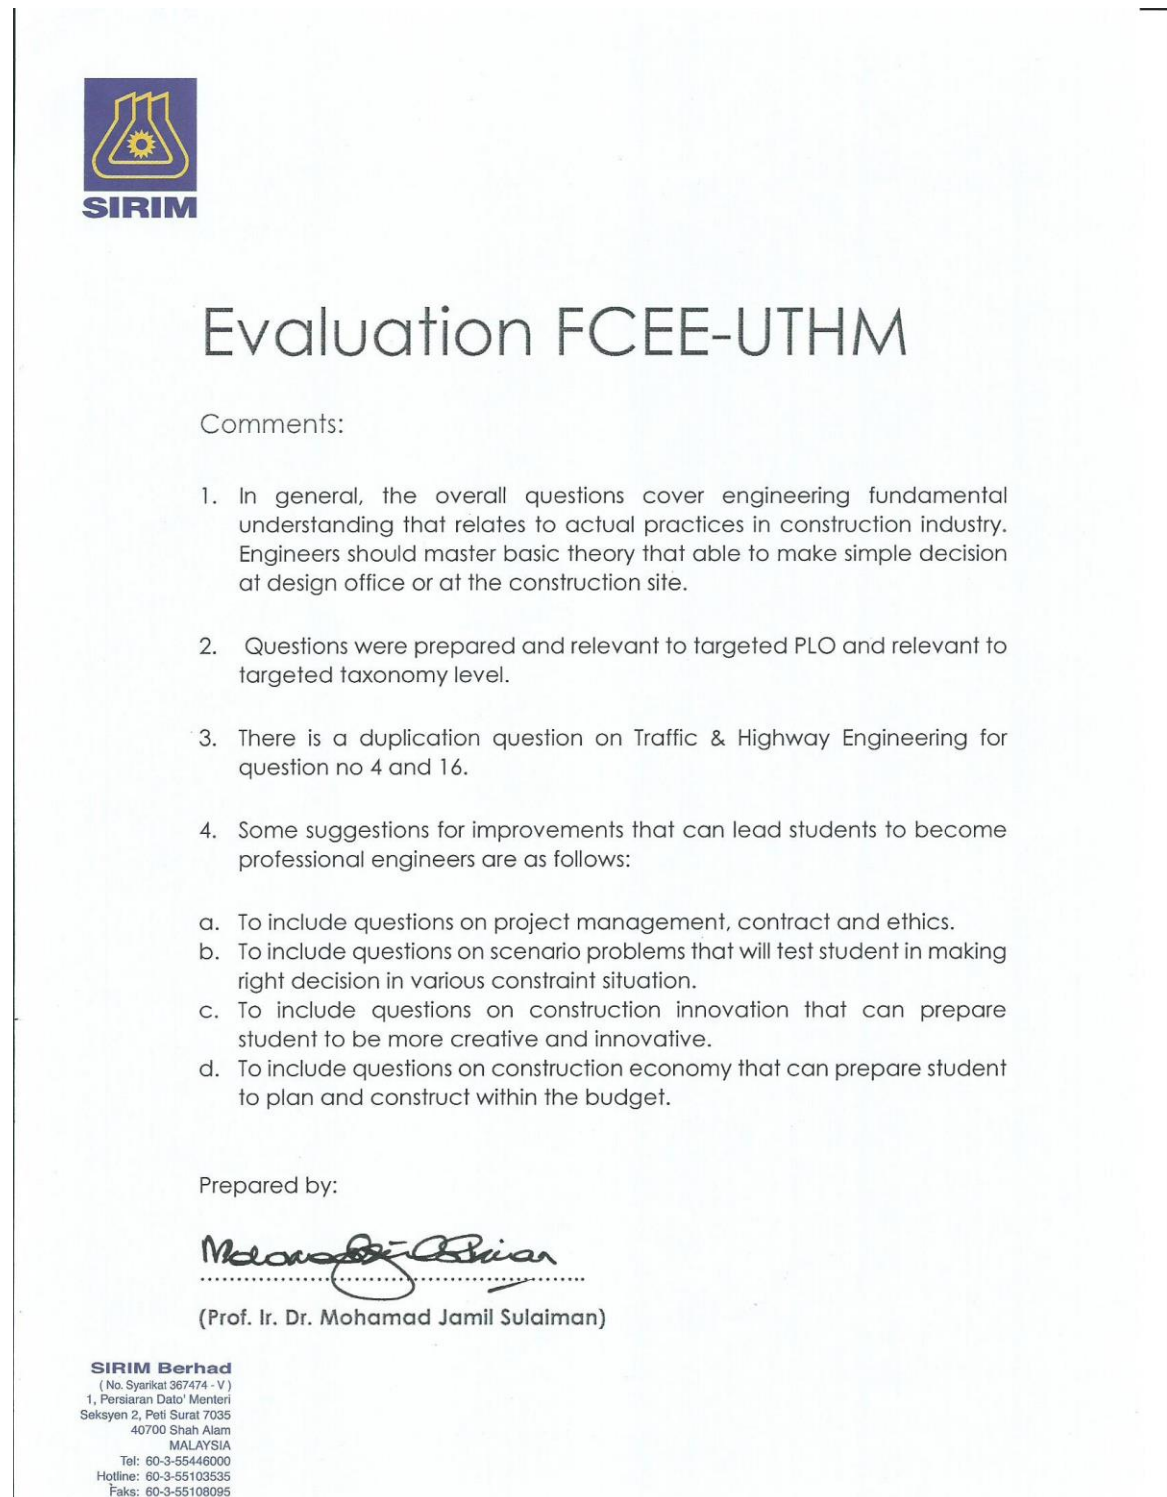 SIRIM
Evaluation FCEE-UTHM
Comments:
1. In general, the overall questions cover engineering fundamental
understanding that relates to actual practices in construction industry.
Engineers should master basic theory that able to make simple decision
at design office or at the construction site.
2. Questions were prepared and relevant to targeted PLO and relevant to
targeted taxonomy level.
3. There is a duplication question on Traffic & Highway Engineering for
question no 4 and 16.
4. Some suggestions for improvements that can lead students to become
professional engineers are as follows:
a. To include questions on project management, contract and ethics.
b. To include questions on scenario problems that will test student in making
right decision in various constraint situation.
c. To include questions on construction innovation that can prepare
student to be more creative and innovative.
d. To include questions on construction economy that can prepare student
to plan and construct within the budget.
Prepared by:
(Prof. Ir. Dr. Mohamad Jamil Sulaiman)
SIRIM Berhad
( No. Syarikat 367474 - V )
1, Persiaran Dato' Menteri
Seksyen 2, Peti Surat 7035
40700 Shah Alam
MALAYSIA
Tel: 60-3-55446000
Hotline: 60-3-55103535
Faks: 60-3-55108095